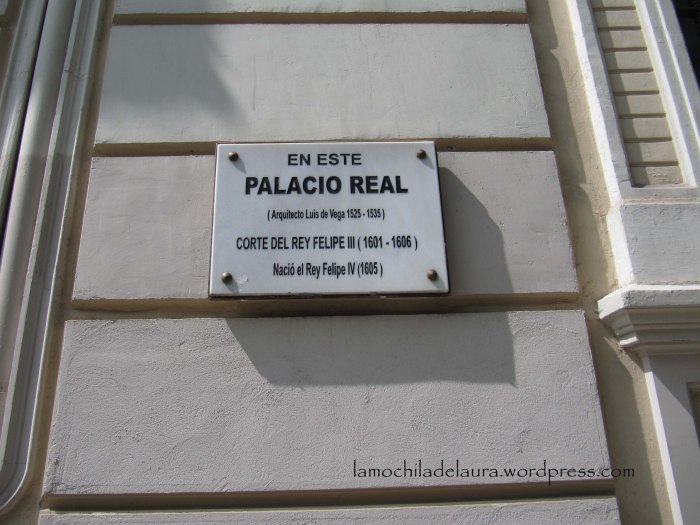 EN ESTE
PALACIO REAL
( Arquitecto Luis de Vega 1525 - 1535 )
CORTE DEL REY FELIPE III ( 1601 - 1606 )
Nació el Rey Felipe IV (1605 )
lamochiladelaura.wordpress.com